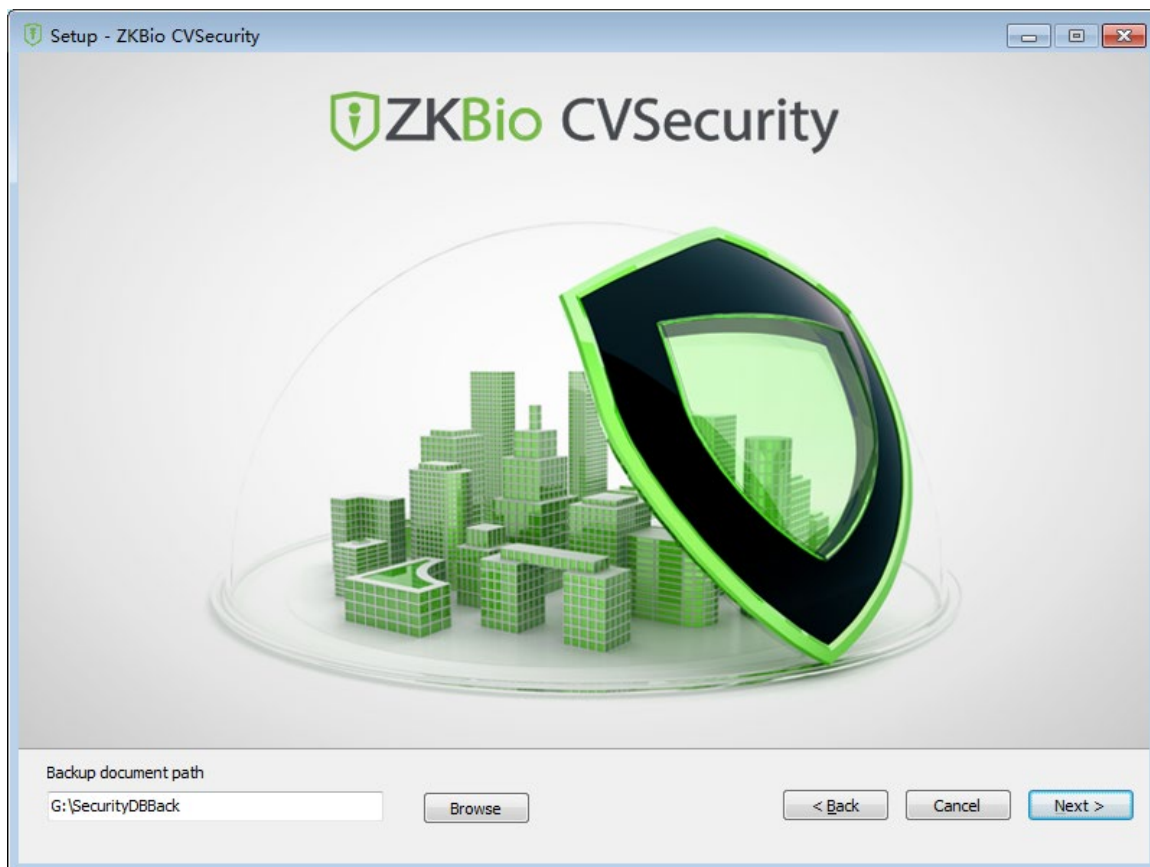 Setup - ZKBio CVSecurity
ZKBio CVSecurity
Backup document path
G:\SecurityDBBack
Browse
< Back
Cancel
Next >